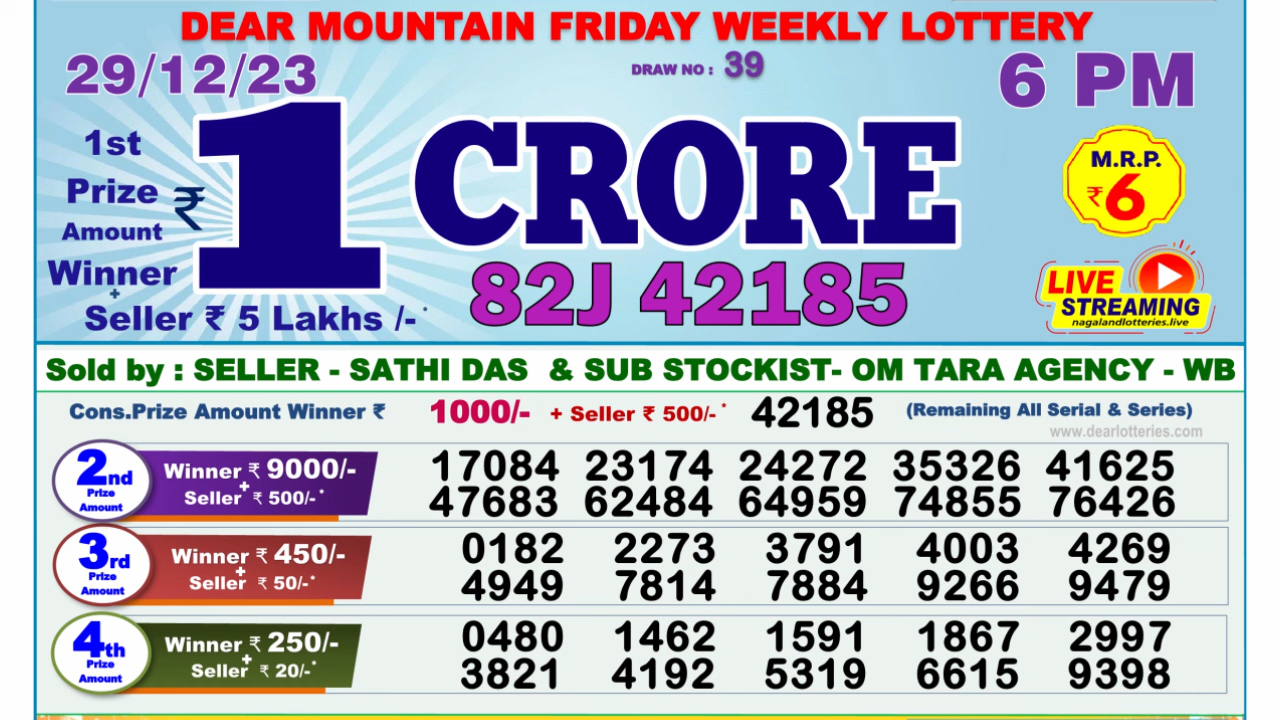 DEAR MOUNTAIN FRIDAY WEEKLY LOTTERY
29/12/23
DRAW NO : 39
6 PM
1st
Prize
Amount
Winner
+
Seller ₹ 5 Lakhs /-*
₹ 1 CRORE
82J 42185
M.R.P.
₹6
LIVE
STREAMING
nagalandlotteries.live
Sold by : SELLER - SATHI DAS & SUB STOCKIST- OM TARA AGENCY - WB
Cons.Prize Amount Winner ₹ 1000/- + Seller ₹ 500/-* 42185 (Remaining All Serial & Series)
www.dearlotteries.com
2nd
Prize
Amount
Winner ₹ 9000/-
+
Seller ₹ 500/-*
17084 23174 24272 35326 41625
47683 62484 64959 74855 76426
3rd
Prize
Amount
Winner ₹ 450/-
+
Seller ₹ 50/-*
0182 2273 3791 4003 4269
4949 7814 7884 9266 9479
4th
Prize
Amount
Winner ₹ 250/-
+
Seller ₹ 20/-*
0480 1462 1591 1867 2997
3821 4192 5319 6615 9398